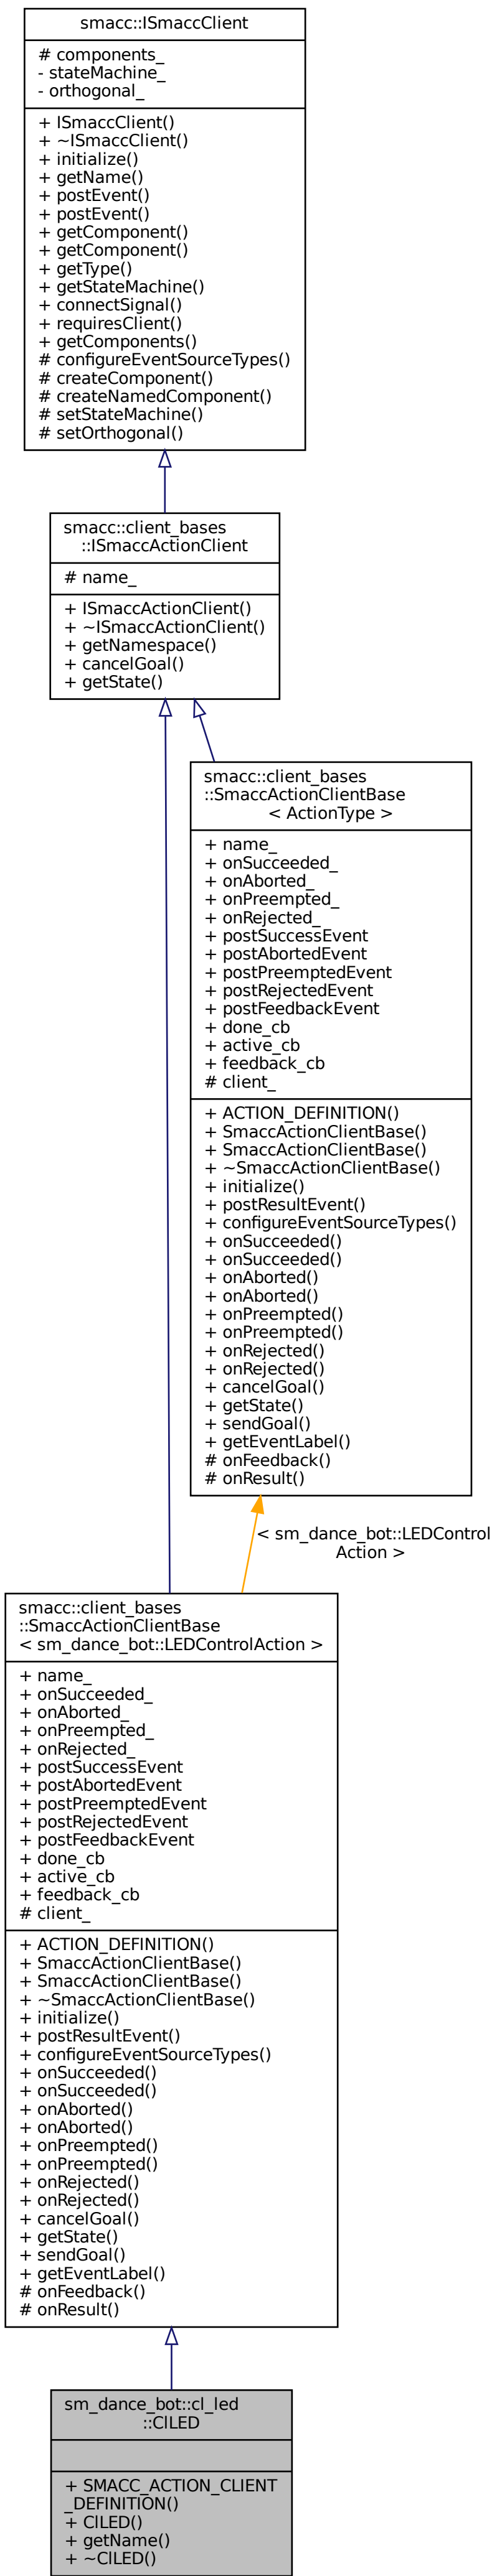 smacc::ISmaccClient
# components_
- stateMachine_
- orthogonal_
+ ISmaccClient()
+ ~ISmaccClient()
+ initialize()
+ getName()
+ postEvent()
+ postEvent()
+ getComponent()
+ getComponent()
+ getType()
+ getStateMachine()
+ connectSignal()
+ requiresClient()
+ getComponents()
# configureEventSourceTypes()
# createComponent()
# createNamedComponent()
# setStateMachine()
# setOrthogonal()
smacc::client_bases
::ISmaccActionClient
# name_
+ ISmaccActionClient()
+ ~ISmaccActionClient()
+ getNamespace()
+ cancelGoal()
+ getState()
smacc::client_bases
::SmaccActionClientBase
< ActionType >
+ name_
+ onSucceeded_
+ onAborted_
+ onPreempted_
+ onRejected_
+ postSuccessEvent
+ postAbortedEvent
+ postPreemptedEvent
+ postRejectedEvent
+ postFeedbackEvent
+ done_cb
+ active_cb
+ feedback_cb
# client_
+ ACTION_DEFINITION()
+ SmaccActionClientBase()
+ SmaccActionClientBase()
+ ~SmaccActionClientBase()
+ initialize()
+ postResultEvent()
+ configureEventSourceTypes()
+ onSucceeded()
+ onSucceeded()
+ onAborted()
+ onAborted()
+ onPreempted()
+ onPreempted()
+ onRejected()
+ onRejected()
+ cancelGoal()
+ getState()
+ sendGoal()
+ getEventLabel()
# onFeedback()
# onResult()
< sm_dance_bot::LEDControl
Action >
smacc::client_bases
::SmaccActionClientBase
< sm_dance_bot::LEDControlAction >
+ name_
+ onSucceeded_
+ onAborted_
+ onPreempted_
+ onRejected_
+ postSuccessEvent
+ postAbortedEvent
+ postPreemptedEvent
+ postRejectedEvent
+ postFeedbackEvent
+ done_cb
+ active_cb
+ feedback_cb
# client_
+ ACTION_DEFINITION()
+ SmaccActionClientBase()
+ SmaccActionClientBase()
+ ~SmaccActionClientBase()
+ initialize()
+ postResultEvent()
+ configureEventSourceTypes()
+ onSucceeded()
+ onSucceeded()
+ onAborted()
+ onAborted()
+ onPreempted()
+ onPreempted()
+ onRejected()
+ onRejected()
+ cancelGoal()
+ getState()
+ sendGoal()
+ getEventLabel()
# onFeedback()
# onResult()
sm_dance_bot::cl_led
::ClLED
+ SMACC_ACTION_CLIENT
_DEFINITION()
+ ClLED()
+ getName()
+ ~ClLED()